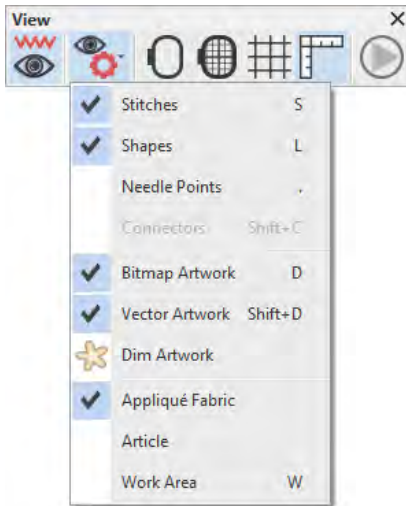 View
Stitches S
Shapes L
Needle Points .
Connectors Shift+C
Bitmap Artwork D
Vector Artwork Shift+D
Dim Artwork
Appliqué Fabric
Article
Work Area W